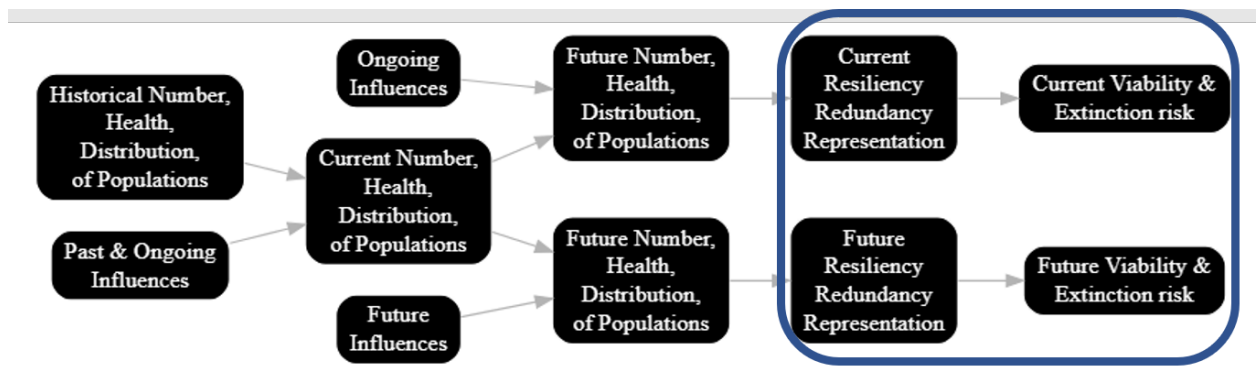 Historical Number,
Health,
Distribution,
of Populations
Past & Ongoing
Influences
Ongoing
Influences
Current Number,
Health,
Distribution,
of Populations
Future
Influences
Future Number,
Health,
Distribution,
of Populations
Future Number,
Health,
Distribution,
of Populations
Current
Resiliency
Redundancy
Representation
Future
Resiliency
Redundancy
Representation
Current Viability &
Extinction risk
Future Viability &
Extinction risk